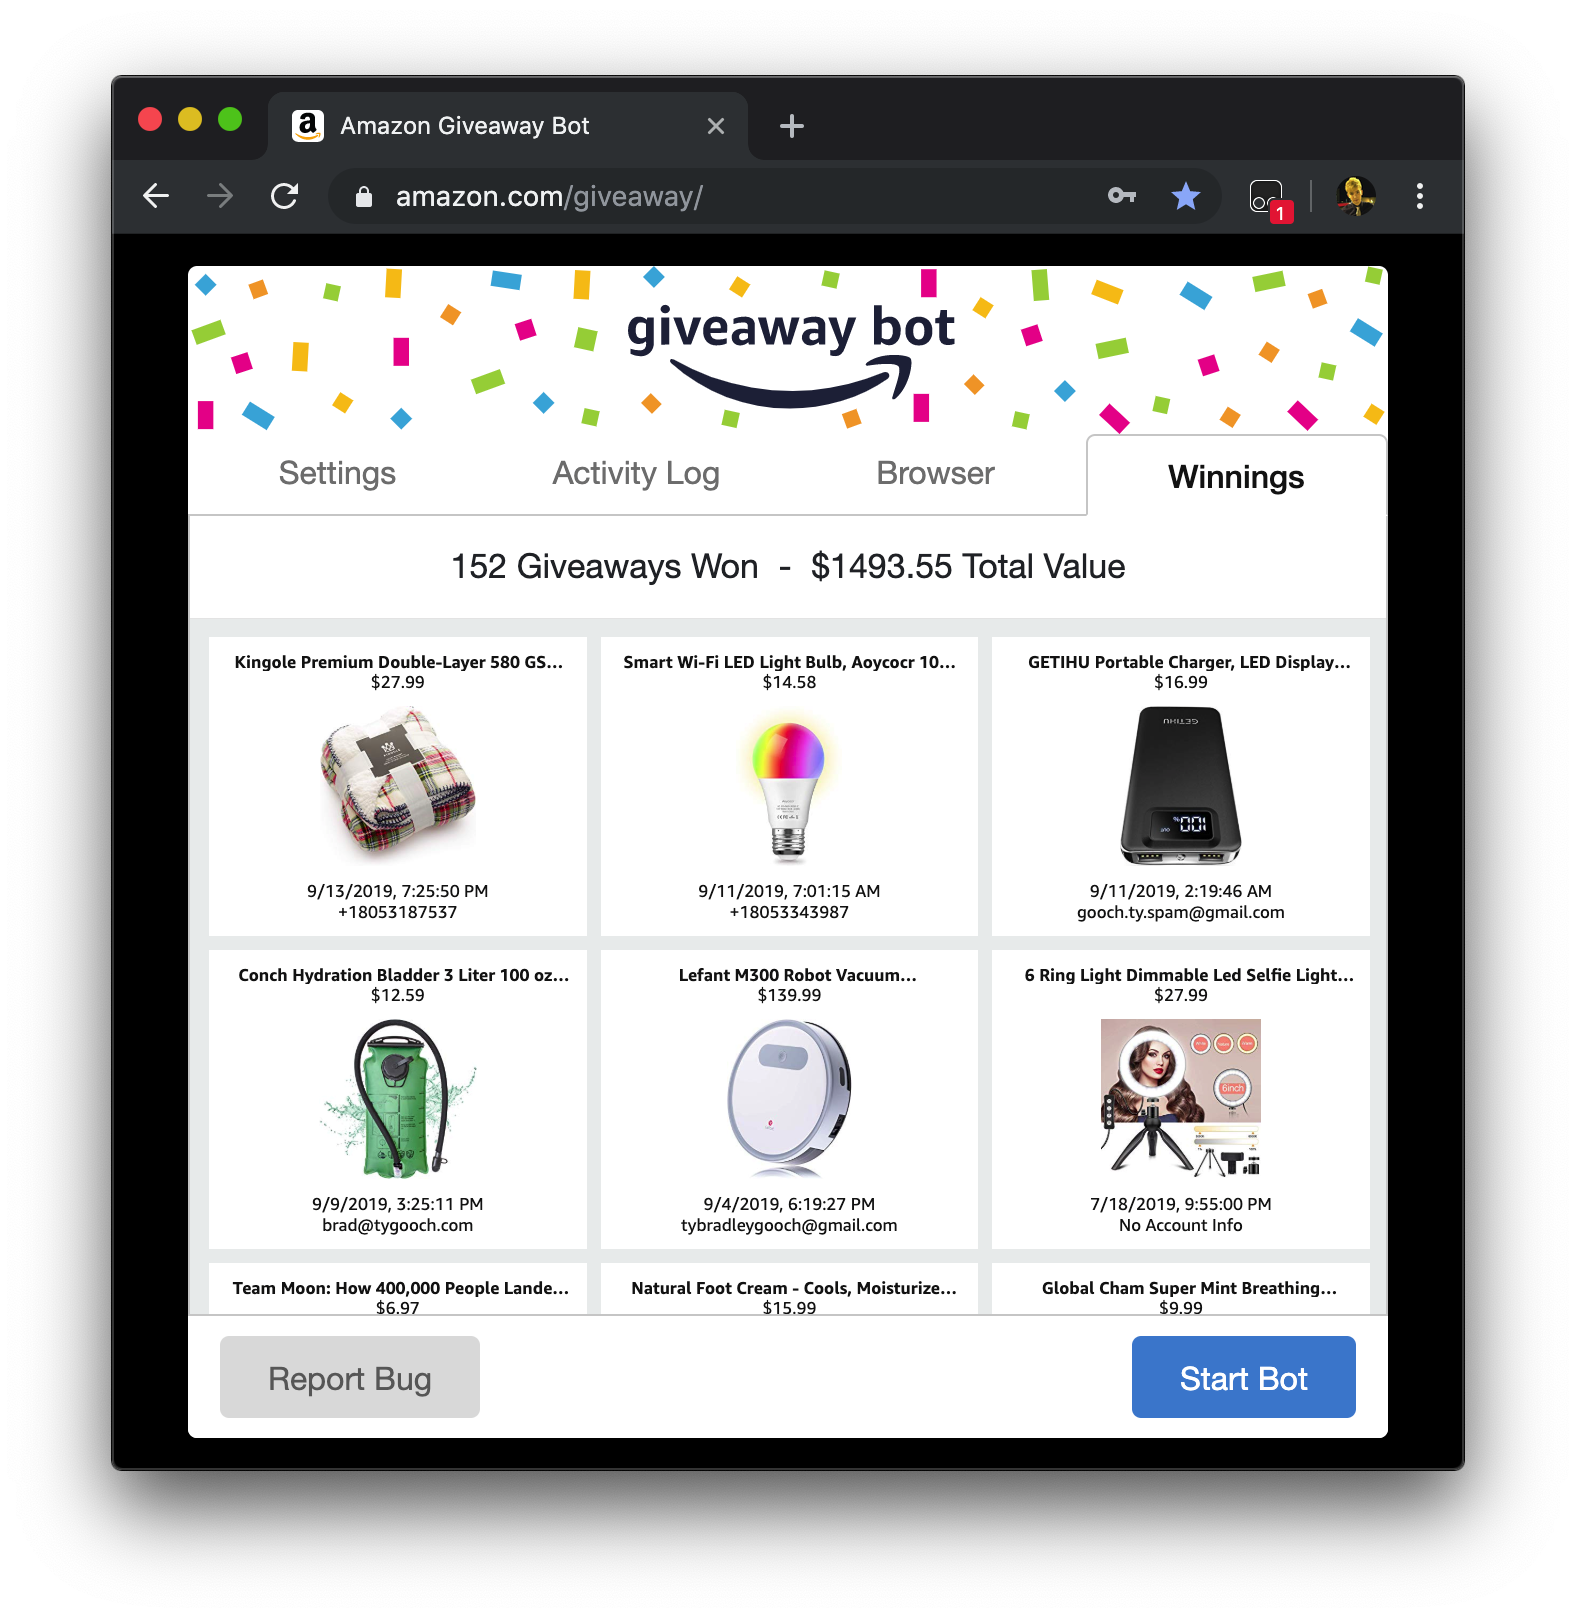 Amazon Giveaway Bot
amazon.com/giveaway/
1
giveaway bot
Settings
Activity Log
Browser
Winnings
152 Giveaways Won - $1493.55 Total Value
Kingole Premium Double-Layer 580 GS...
$27.99
9/13/2019, 7:25:50 PM
+18053187537
Smart Wi-Fi LED Light Bulb, Aoycocr 10...
$14.58
9/11/2019, 7:01:15 AM
+18053343987
GETIHU Portable Charger, LED Display...
$16.99
GETIHU
100%
9/11/2019, 2:19:46 AM
gooch.ty.spam@gmail.com
Conch Hydration Bladder 3 Liter 100 oz...
$12.59
9/9/2019, 3:25:11 PM
brad@tygooch.com
Lefant M300 Robot Vacuum...
$139.99
9/4/2019, 6:19:27 PM
tybradleygooch@gmail.com
6 Ring Light Dimmable Led Selfie Light...
$27.99
6inch
7/18/2019, 9:55:00 PM
No Account Info
Team Moon: How 400,000 People Lande...
$6.97
Natural Foot Cream - Cools, Moisturize...
$15.99
Global Cham Super Mint Breathing...
$9.99
Report Bug
Start Bot